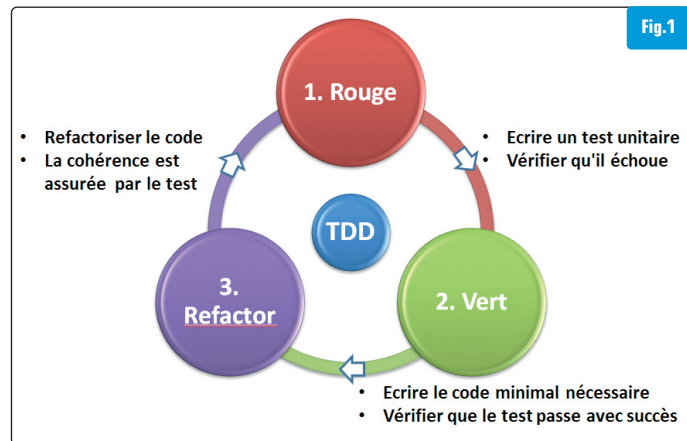 Fig.1
1. Rouge
• Refactoriser le code
• La cohérence est
assurée par le test
• Ecrire un test unitaire
• Vérifier qu'il échoue
TDD
3.
Refactor
2. Vert
• Ecrire le code minimal nécessaire
• Vérifier que le test passe avec succès